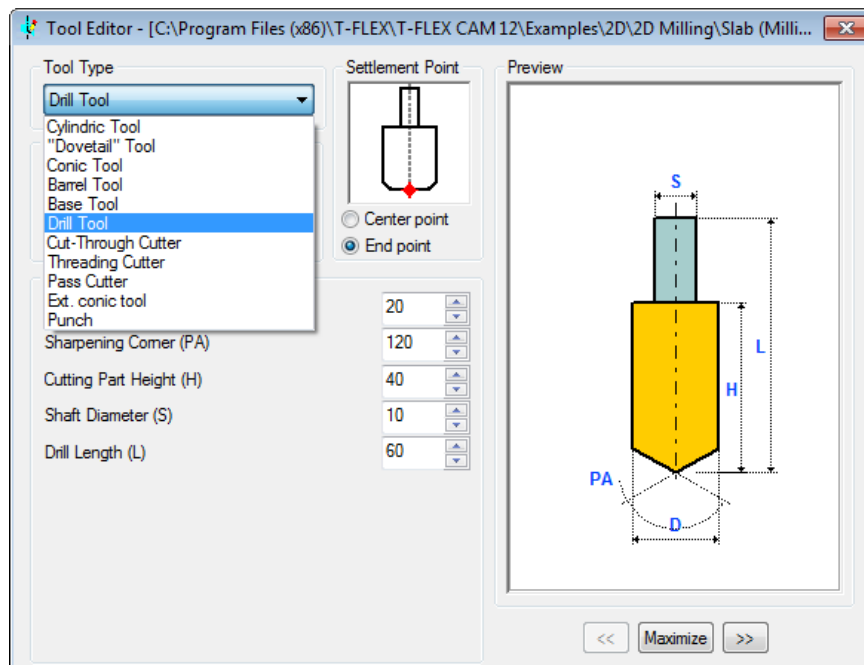 Tool Editor - [C:\Program Files (x86)\T-FLEX\T-FLEX CAM 12\Examples\2D\2D Milling\Slab (Milli...
Tool Type
Drill Tool
Cylindric Tool
"Dovetail" Tool
Conic Tool
Barrel Tool
Base Tool
Drill Tool
Cut-Through Cutter
Threading Cutter
Pass Cutter
Ext. conic tool
Punch
Settlement Point
Center point
End point
20
Sharpening Corner (PA) 120
Cutting Part Height (H) 40
Shaft Diameter (S) 10
Drill Length (L) 60
Preview
S
L
H
PA
D
<< Maximize >>